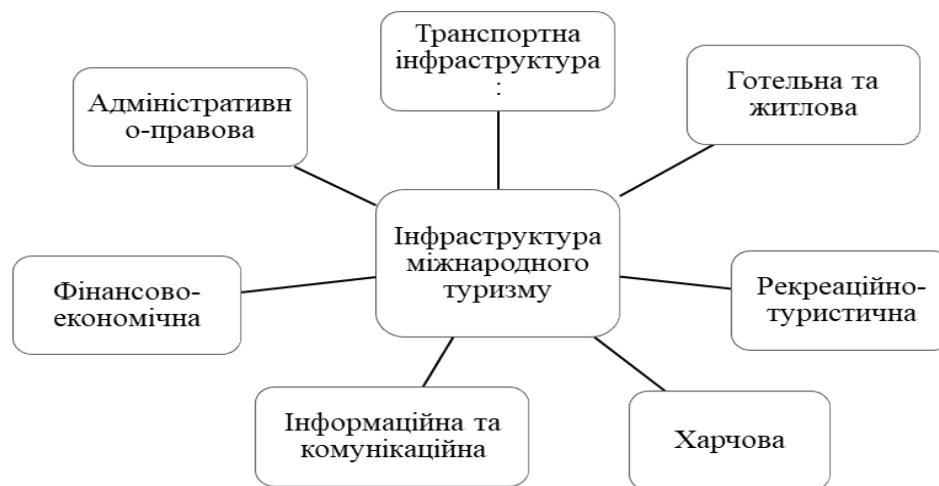 Транспортна
інфраструктура
:
Готельна та
житлова
Адміністративн
о-правова
Інфраструктура
міжнародного
туризму
Рекреаційно-
туристична
Фінансово-
економічна
Інформаційна та
комунікаційна
Харчова